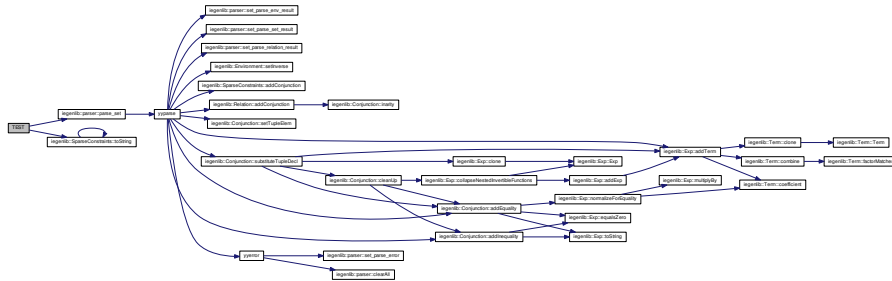 TEST
iegenlib::parser::parse_set
iegenlib::SparseConstraints::toString
yyparse
iegenlib::parser::set_parse_env_result
iegenlib::parser::set_parse_set_result
iegenlib::parser::set_parse_relation_result
iegenlib::Environment::setInverse
iegenlib::SparseConstraints::addConjunction
iegenlib::Relation::addConjunction
iegenlib::Conjunction::inarity
iegenlib::Conjunction::setTupleElem
iegenlib::Conjunction::substituteTupleDecl
iegenlib::Conjunction::cleanUp
iegenlib::Exp::clone
iegenlib::Exp::Exp
iegenlib::Exp::collapseNestedInvertibleFunctions
iegenlib::Exp::addExp
iegenlib::Exp::addTerm
iegenlib::Term::clone
iegenlib::Term::Term
iegenlib::Term::combine
iegenlib::Term::factorMatches
iegenlib::Term::coefficient
iegenlib::Exp::multiplyBy
iegenlib::Exp::normalizeForEquality
iegenlib::Conjunction::addEquality
iegenlib::Exp::equalsZero
iegenlib::Conjunction::addInequality
iegenlib::Exp::toString
yyerror
iegenlib::parser::set_parse_error
iegenlib::parser::clearAll